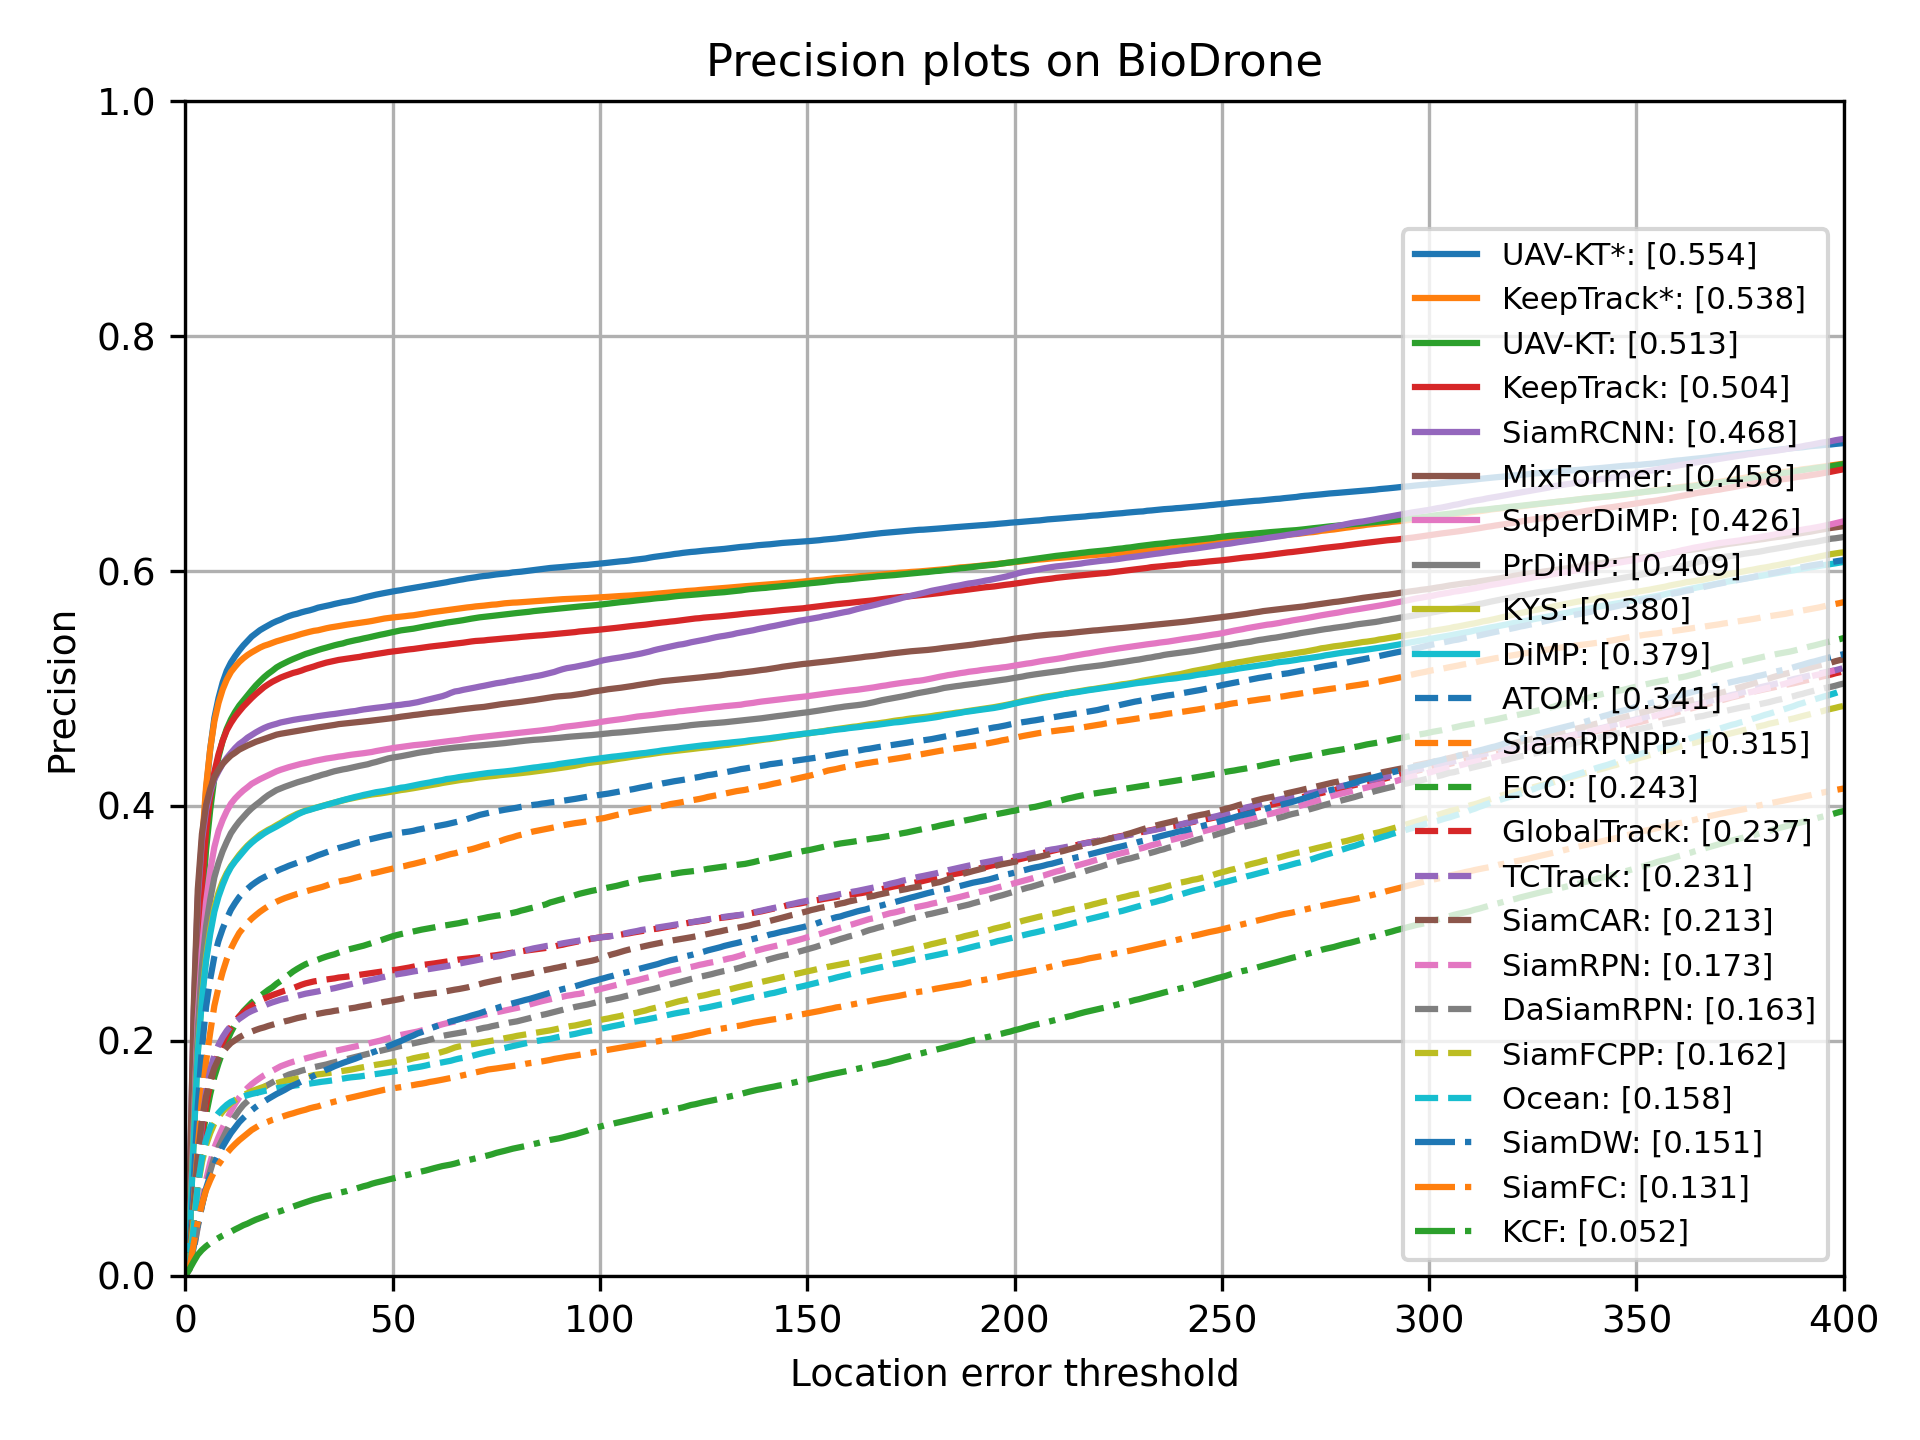 Precision plots on BioDrone
1.0
0.8
0.6
0.4
0.2
0.0
Precision
UAV-KT*: [0.554]
KeepTrack*: [0.538]
UAV-KT: [0.513]
KeepTrack: [0.504]
SiamRCNN: [0.468]
MixFormer: [0.458]
SuperDiMP: [0.426]
PrDiMP: [0.409]
KYS: [0.380]
DiMP: [0.379]
ATOM: [0.341]
SiamRPNPP: [0.315]
ECO: [0.243]
GlobalTrack: [0.237]
TCTrack: [0.231]
SiamCAR: [0.213]
SiamRPN: [0.173]
DaSiamRPN: [0.163]
SiamFCPP: [0.162]
Ocean: [0.158]
SiamDW: [0.151]
SiamFC: [0.131]
KCF: [0.052]
0 50 100 150 200 250 300 350 400
Location error threshold